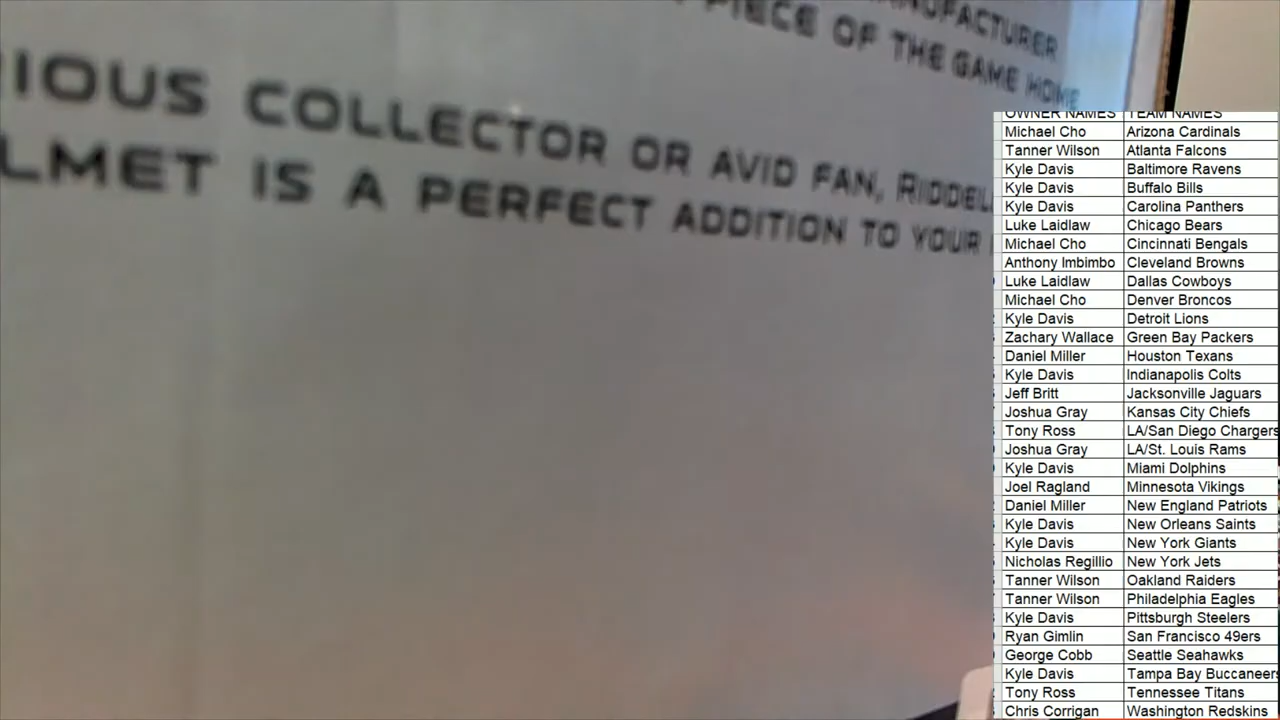 MANUFACTURER
PIECE OF THE GAME HOME
RIOUS COLLECTOR OR AVID FAN, RIDDEL
LMET IS A PERFECT ADDITION TO YOUR
OWNER NAMES TEAM NAMES
Michael Cho Arizona Cardinals
Tanner Wilson Atlanta Falcons
Kyle Davis Baltimore Ravens
Kyle Davis Buffalo Bills
Kyle Davis Carolina Panthers
Luke Laidlaw Chicago Bears
Michael Cho Cincinnati Bengals
Anthony Imbimbo Cleveland Browns
Luke Laidlaw Dallas Cowboys
Michael Cho Denver Broncos
Kyle Davis Detroit Lions
Zachary Wallace Green Bay Packers
Daniel Miller Houston Texans
Kyle Davis Indianapolis Colts
Jeff Britt Jacksonville Jaguars
Joshua Gray Kansas City Chiefs
Tony Ross LA/San Diego Chargers
Joshua Gray LA/St. Louis Rams
Kyle Davis Miami Dolphins
Joel Ragland Minnesota Vikings
Daniel Miller New England Patriots
Kyle Davis New Orleans Saints
Kyle Davis New York Giants
Nicholas Regillio New York Jets
Tanner Wilson Oakland Raiders
Tanner Wilson Philadelphia Eagles
Kyle Davis Pittsburgh Steelers
Ryan Gimlin San Francisco 49ers
George Cobb Seattle Seahawks
Kyle Davis Tampa Bay Buccaneers
Tony Ross Tennessee Titans
Chris Corrigan Washington Redskins